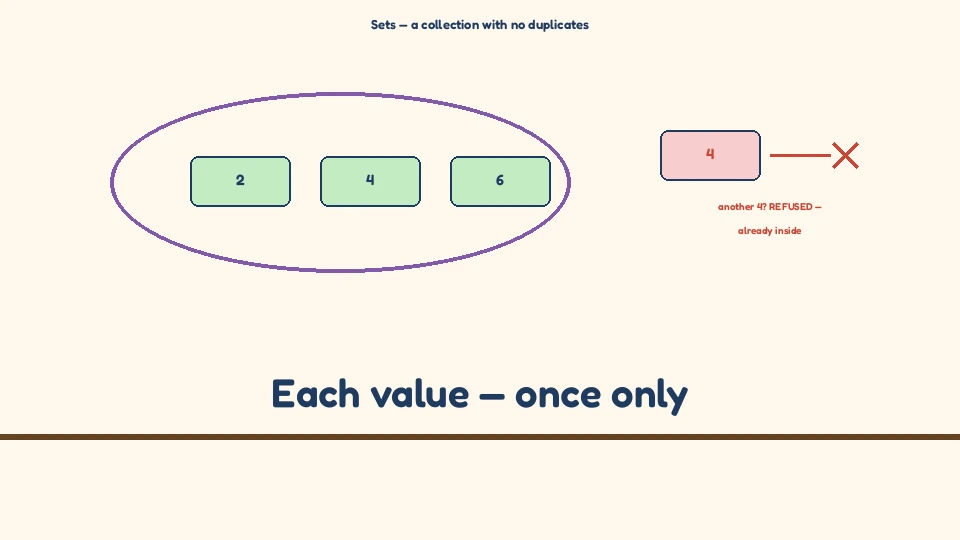 Sets — a collection with no duplicates
2 4 6
4
another 4? REFUSED —
already inside
Each value — once only